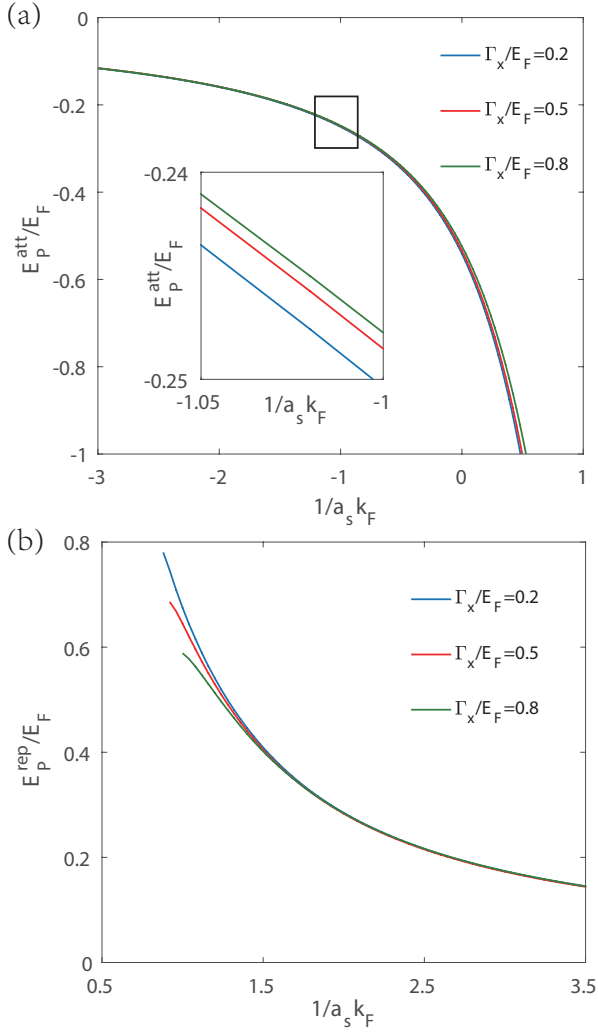 (a)
0
-0.2
-0.4
-0.6
-0.8
-1
E_P^att/E_F
Γ_x/E_F=0.2
Γ_x/E_F=0.5
Γ_x/E_F=0.8
-0.24
-0.25
E_P^att/E_F
-1.05
1/a_s k_F
-1
-3
-2
-1
0
1
1/a_s k_F
(b)
0.8
0.6
0.4
0.2
0
E_P^rep/E_F
Γ_x/E_F=0.2
Γ_x/E_F=0.5
Γ_x/E_F=0.8
0.5
1.5
2.5
3.5
1/a_s k_F